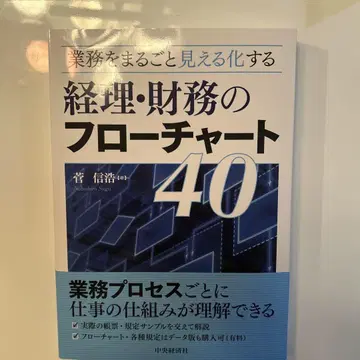 業務をまるごと見える化する
経理・財務の
フローチャート
40
菅 信浩[著]
Nobuhiro Suga
業務プロセスごとに
仕事の仕組みが理解できる
実際の帳票・規定サンプルを交えて解説
フローチャート・各種規定はデータ版も購入可(有料)
中央経済社